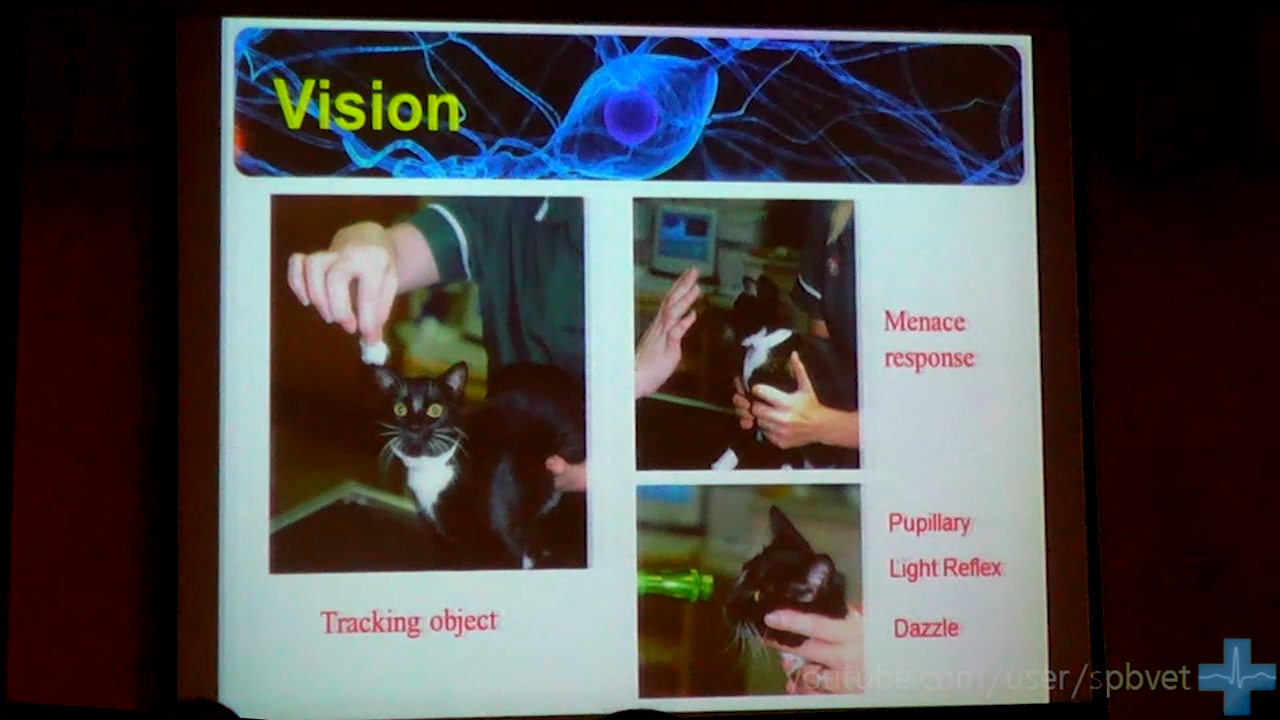 Vision
Tracking object
Menace
response
Pupillary
Light Reflex
Dazzle
youtube.com/user/spbvet